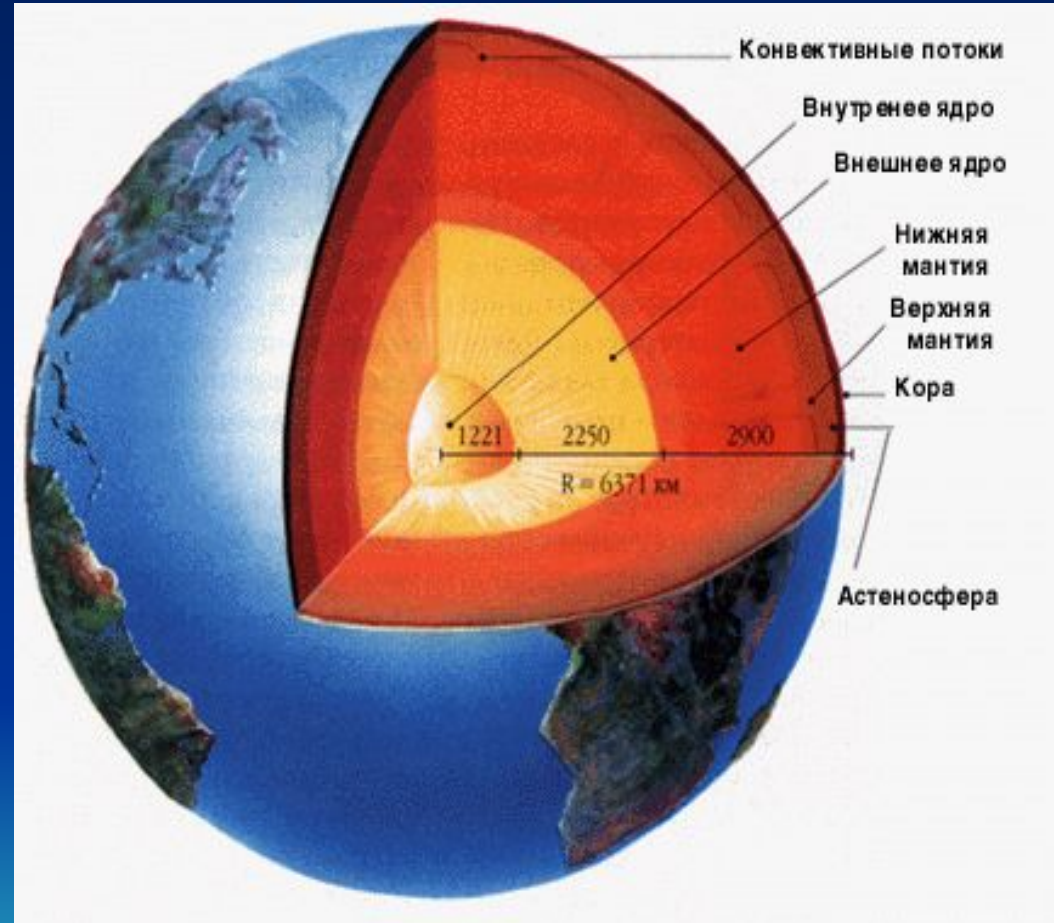 Конвективные потоки
Внутренее ядро
Внешнее ядро
Нижняя
мантия
Верхняя
мантия
Кора
1221 2250 2900
R = 6371 км
Астеносфера